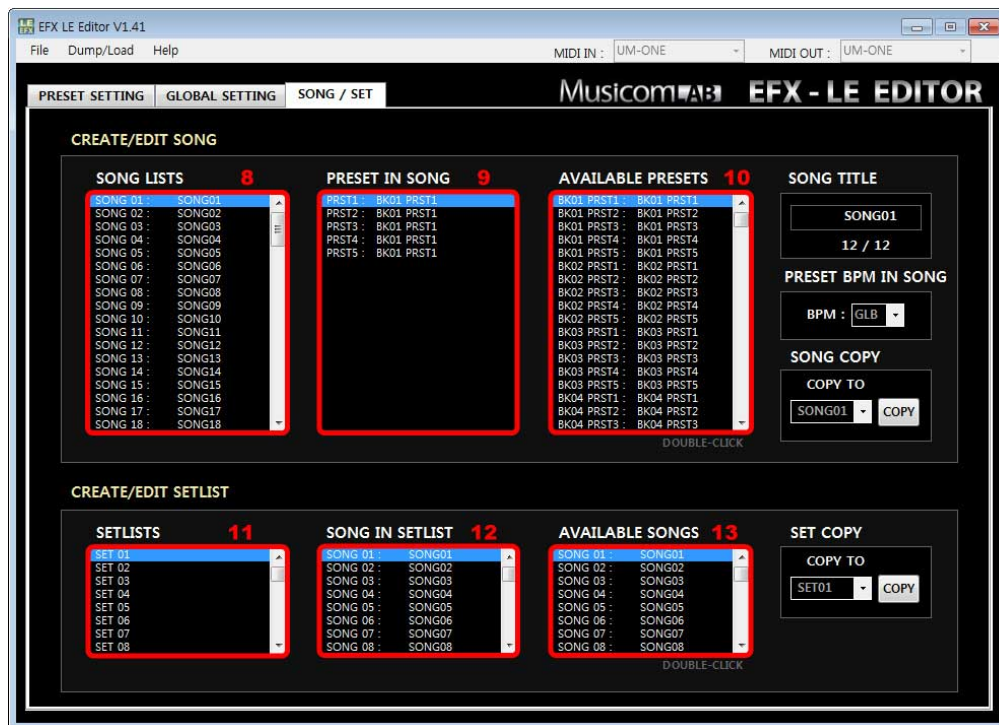 EFX LE Editor V1.41
File Dump/Load Help MIDI IN : UM-ONE MIDI OUT : UM-ONE
PRESET SETTING GLOBAL SETTING SONG / SET MusicomLAB EFX - LE EDITOR
CREATE/EDIT SONG
SONG LISTS 8 PRESET IN SONG 9 AVAILABLE PRESETS 10 SONG TITLE
SONG 01 : SONG01 PRST1 : BK01 PRST1 BK01 PRST1 : BK01 PRST1
SONG 02 : SONG02 PRST2 : BK01 PRST1 BK01 PRST2 : BK01 PRST2 SONG01
SONG 03 : SONG03 PRST3 : BK01 PRST1 BK01 PRST3 : BK01 PRST3
SONG 04 : SONG04 PRST4 : BK01 PRST1 BK01 PRST4 : BK01 PRST4 12 / 12
SONG 05 : SONG05 PRST5 : BK01 PRST1 BK01 PRST5 : BK01 PRST5
SONG 06 : SONG06 BK02 PRST1 : BK02 PRST1
SONG 07 : SONG07 BK02 PRST2 : BK02 PRST2 PRESET BPM IN SONG
SONG 08 : SONG08 BK02 PRST3 : BK02 PRST3
SONG 09 : SONG09 BK02 PRST4 : BK02 PRST4
SONG 10 : SONG10 BK02 PRST5 : BK02 PRST5 BPM : GLB
SONG 11 : SONG11 BK03 PRST1 : BK03 PRST1
SONG 12 : SONG12 BK03 PRST2 : BK03 PRST2
SONG 13 : SONG13 BK03 PRST3 : BK03 PRST3 SONG COPY
SONG 14 : SONG14 BK03 PRST4 : BK03 PRST4
SONG 15 : SONG15 BK03 PRST5 : BK03 PRST5 COPY TO
SONG 16 : SONG16 BK04 PRST1 : BK04 PRST1
SONG 17 : SONG17 BK04 PRST2 : BK04 PRST2 SONG01 COPY
SONG 18 : SONG18 BK04 PRST3 : BK04 PRST3
DOUBLE-CLICK
CREATE/EDIT SETLIST
SETLISTS 11 SONG IN SETLIST 12 AVAILABLE SONGS 13 SET COPY
SET 01 SONG 01 : SONG01 SONG 01 : SONG01 COPY TO
SET 02 SONG 02 : SONG02 SONG 02 : SONG02
SET 03 SONG 03 : SONG03 SONG 03 : SONG03
SET 04 SONG 04 : SONG04 SONG 04 : SONG04 SET01 COPY
SET 05 SONG 05 : SONG05 SONG 05 : SONG05
SET 06 SONG 06 : SONG06 SONG 06 : SONG06
SET 07 SONG 07 : SONG07 SONG 07 : SONG07
SET 08 SONG 08 : SONG08 SONG 08 : SONG08
DOUBLE-CLICK